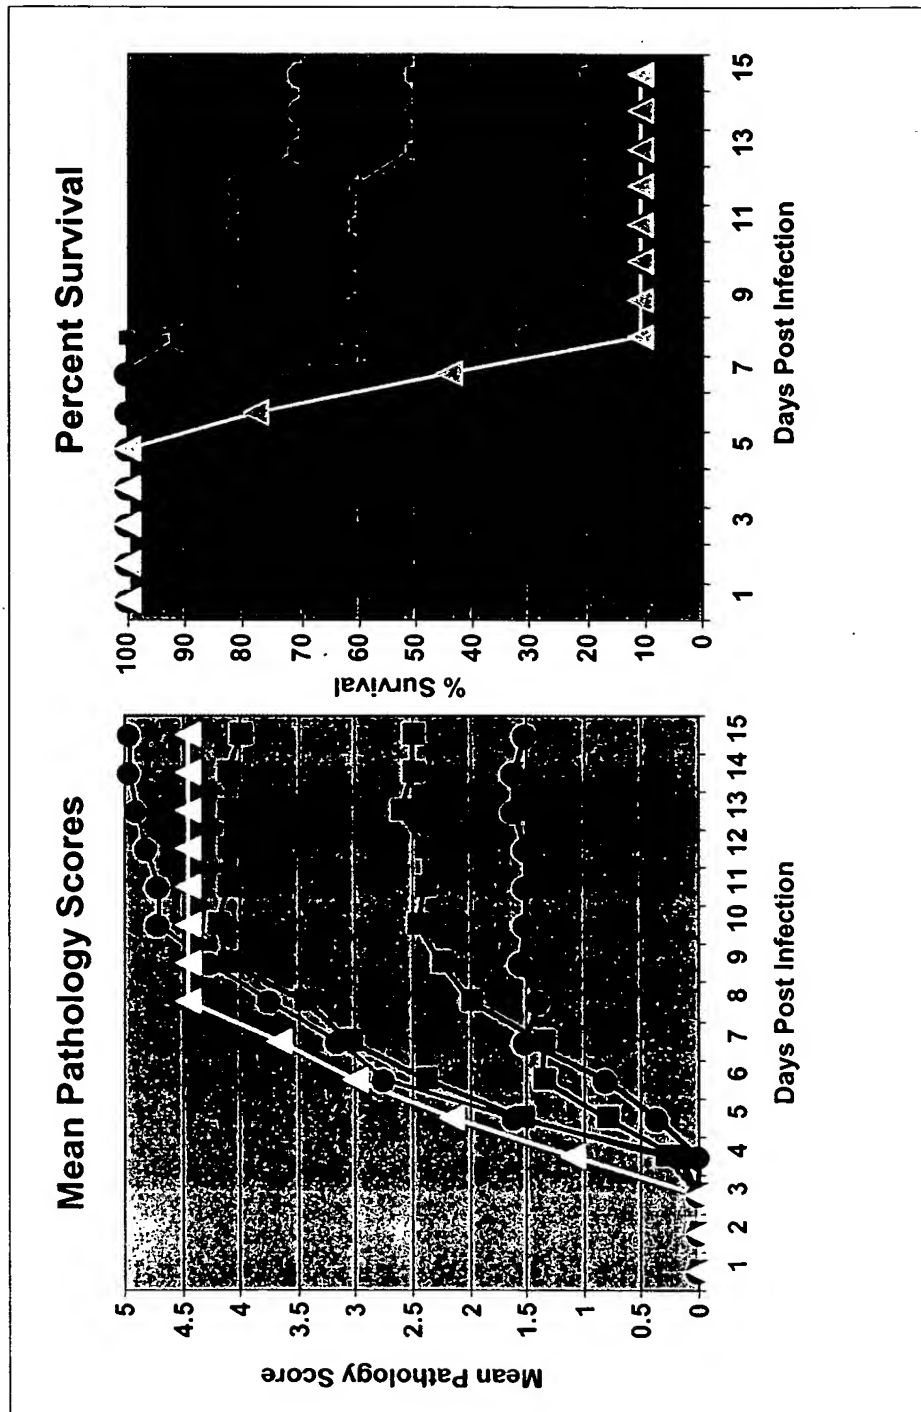 Mean Pathology Scores
Mean Pathology Score
5
4.5
4
3.5
3
2.5
2
1.5
1
0.5
0
1 2 3 4 5 6 7 8 9 10 11 12 13 14 15
Days Post Infection
Percent Survival
% Survival
100
90
80
70
60
50
40
30
20
10
0
1 3 5 7 9 11 13 15
Days Post Infection